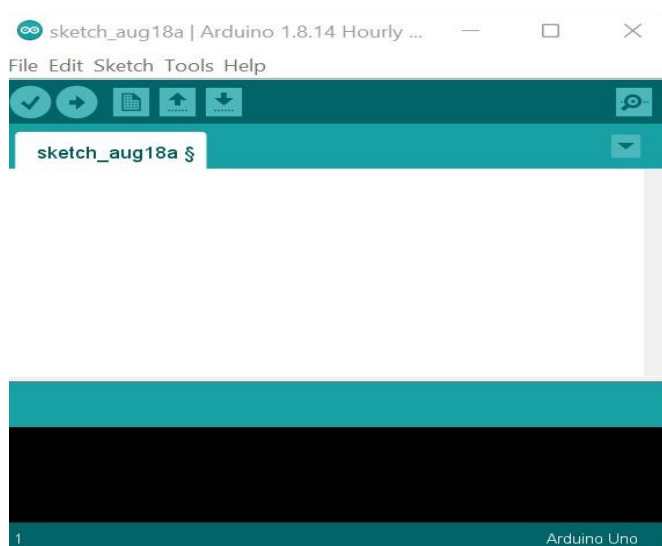 sketch_aug18a | Arduino 1.8.14 Hourly ...
File Edit Sketch Tools Help
sketch_aug18a §
1 Arduino Uno